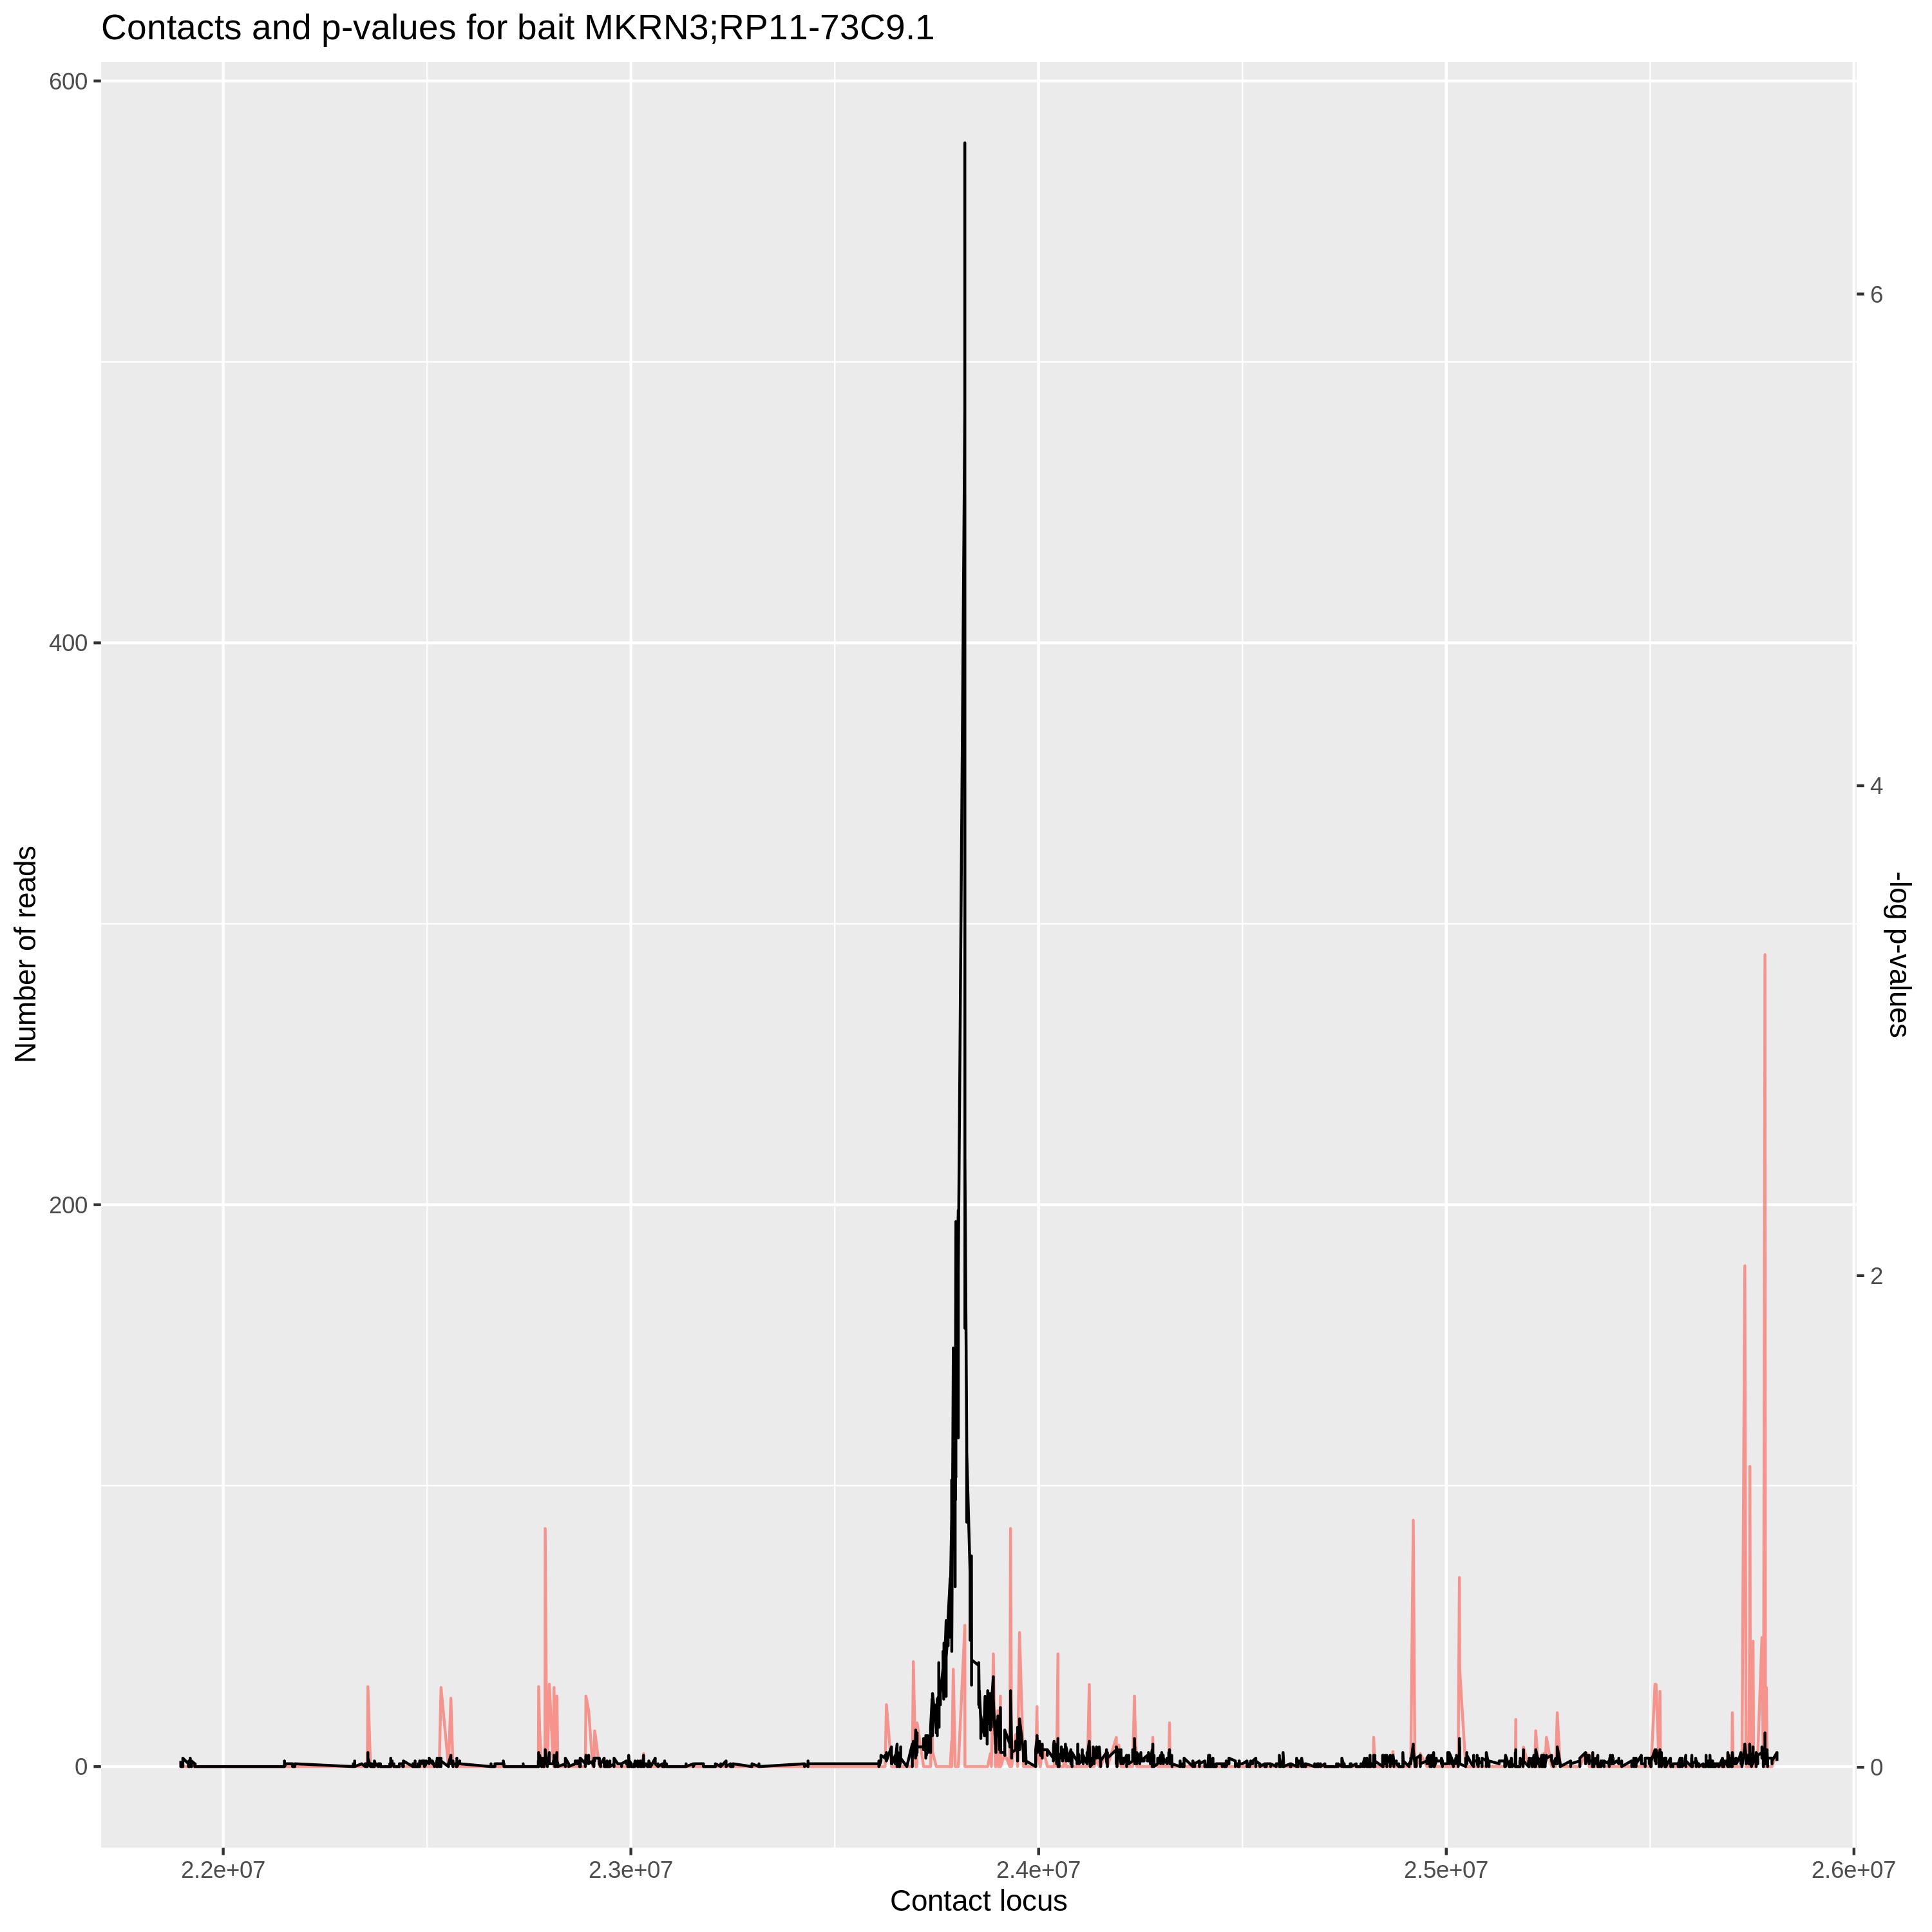 Contacts and p-values for bait MKRN3;RP11-73C9.1
600
400
200
0
Number of reads
6
4
2
0
-log p-values
2.2e+07
2.3e+07
2.4e+07
2.5e+07
2.6e+07
Contact locus